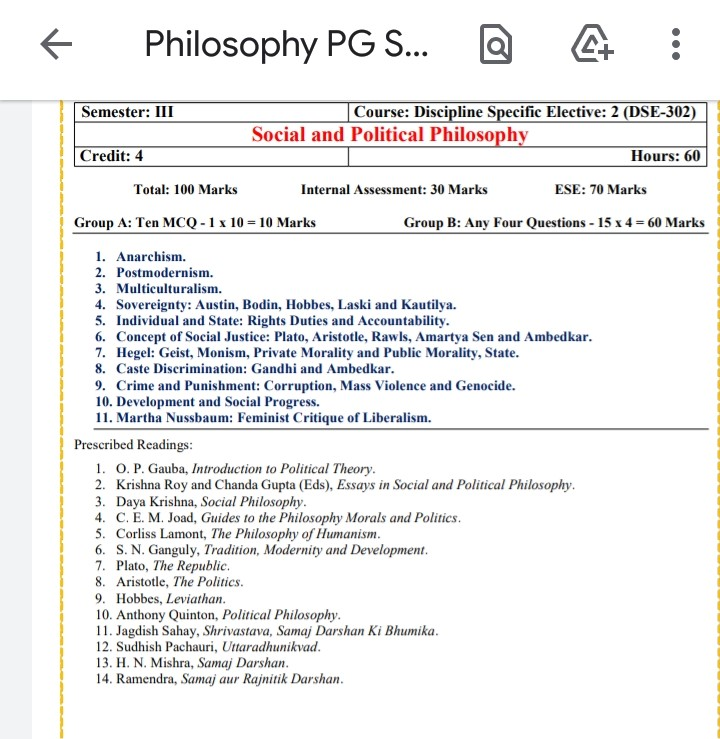 Philosophy PG S...
Semester: III Course: Discipline Specific Elective: 2 (DSE-302)
Social and Political Philosophy
Credit: 4 Hours: 60
Total: 100 Marks Internal Assessment: 30 Marks ESE: 70 Marks
Group A: Ten MCQ - 1 x 10 = 10 Marks Group B: Any Four Questions - 15 x 4 = 60 Marks
1. Anarchism.
2. Postmodernism.
3. Multiculturalism.
4. Sovereignty: Austin, Bodin, Hobbes, Laski and Kautilya.
5. Individual and State: Rights Duties and Accountability.
6. Concept of Social Justice: Plato, Aristotle, Rawls, Amartya Sen and Ambedkar.
7. Hegel: Geist, Monism, Private Morality and Public Morality, State.
8. Caste Discrimination: Gandhi and Ambedkar.
9. Crime and Punishment: Corruption, Mass Violence and Genocide.
10. Development and Social Progress.
11. Martha Nussbaum: Feminist Critique of Liberalism.
Prescribed Readings:
1. O. P. Gauba, Introduction to Political Theory.
2. Krishna Roy and Chanda Gupta (Eds), Essays in Social and Political Philosophy.
3. Daya Krishna, Social Philosophy.
4. C. E. M. Joad, Guides to the Philosophy Morals and Politics.
5. Corliss Lamont, The Philosophy of Humanism.
6. S. N. Ganguly, Tradition, Modernity and Development.
7. Plato, The Republic.
8. Aristotle, The Politics.
9. Hobbes, Leviathan.
10. Anthony Quinton, Political Philosophy.
11. Jagdish Sahay, Shrivastava, Samaj Darshan Ki Bhumika.
12. Sudhish Pachauri, Uttaradhunikvad.
13. H. N. Mishra, Samaj Darshan.
14. Ramendra, Samaj aur Rajnitik Darshan.